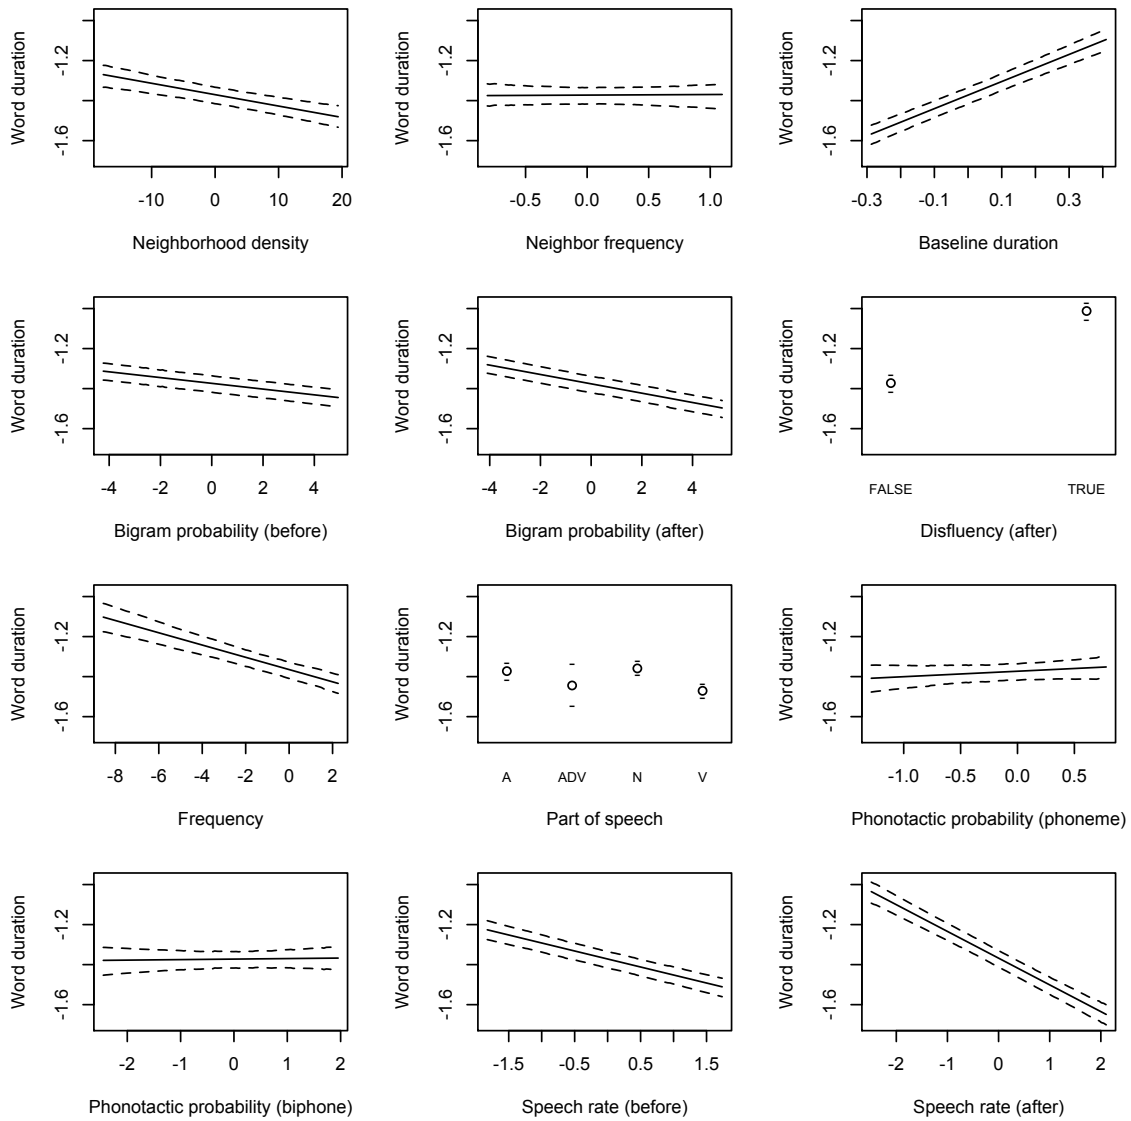 Word duration
-1.2
-1.6
-10 0 10 20
Neighborhood density
Word duration
-1.2
-1.6
-0.5 0.0 0.5 1.0
Neighbor frequency
Word duration
-1.2
-1.6
-0.3 -0.1 0.1 0.3
Baseline duration
Word duration
-1.2
-1.6
-4 -2 0 2 4
Bigram probability (before)
Word duration
-1.2
-1.6
-4 -2 0 2 4
Bigram probability (after)
Word duration
-1.2
-1.6
FALSE TRUE
Disfluency (after)
Word duration
-1.2
-1.6
-8 -6 -4 -2 0 2
Frequency
Word duration
-1.2
-1.6
A ADV N V
Part of speech
Word duration
-1.2
-1.6
-1.0 -0.5 0.0 0.5
Phonotactic probability (phoneme)
Word duration
-1.2
-1.6
-2 -1 0 1 2
Phonotactic probability (biphone)
Word duration
-1.2
-1.6
-1.5 -0.5 0.5 1.5
Speech rate (before)
Word duration
-1.2
-1.6
-2 -1 0 1 2
Speech rate (after)